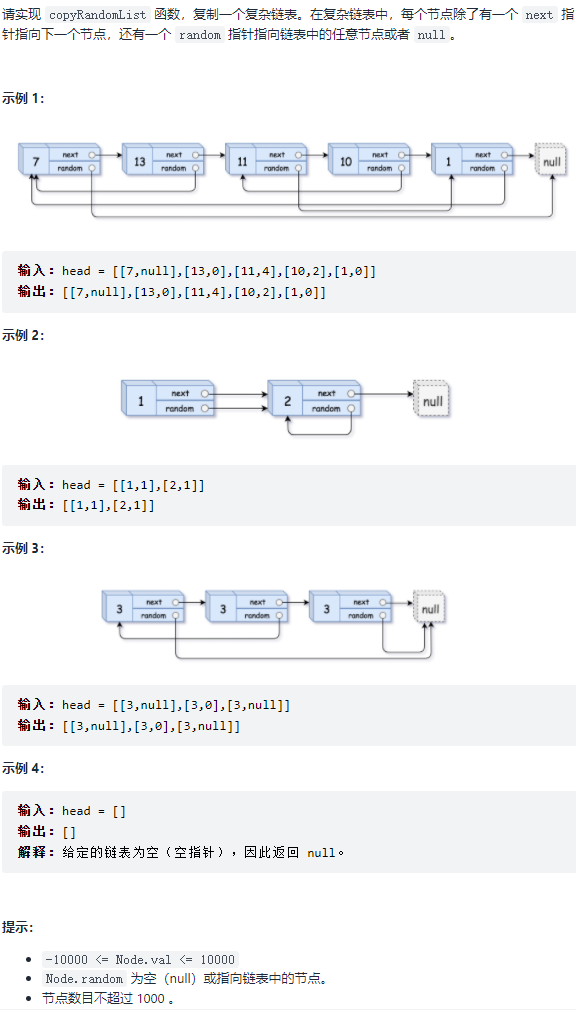 请实现 copyRandomList 函数，复制一个复杂链表。在复杂链表中，每个节点除了有一个 next 指
针指向下一个节点，还有一个 random 指针指向链表中的任意节点或者 null 。
示例 1：
7 next random 13 next random 11 next random 10 next random 1 next random null
输入：head = [[7,null],[13,0],[11,4],[10,2],[1,0]]
输出：[[7,null],[13,0],[11,4],[10,2],[1,0]]
示例 2：
1 next random 2 next random null
输入：head = [[1,1],[2,1]]
输出：[[1,1],[2,1]]
示例 3：
3 next random 3 next random 3 next random null
输入：head = [[3,null],[3,0],[3,null]]
输出：[[3,null],[3,0],[3,null]]
示例 4：
输入：head = []
输出：[]
解释：给定的链表为空（空指针），因此返回 null。
提示：
• -10000 <= Node.val <= 10000
• Node.random 为空（null）或指向链表中的节点。
• 节点数目不超过 1000 。